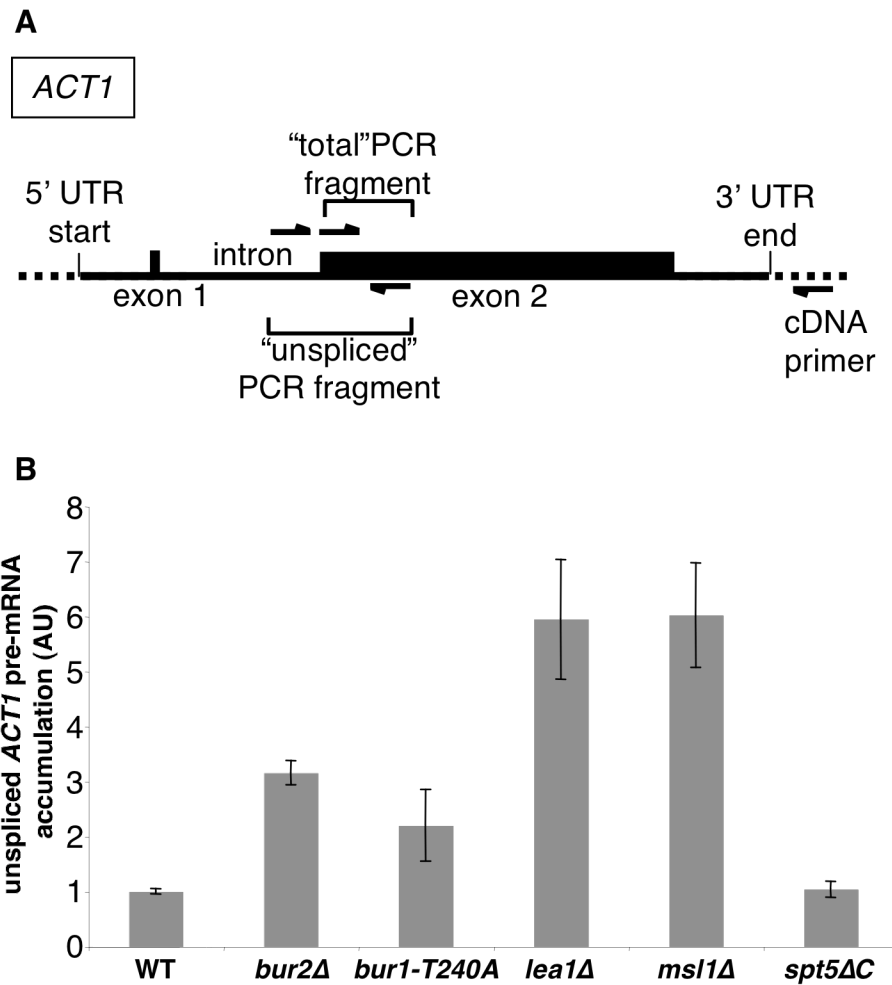 A
ACT1
“total”PCR
fragment
5’ UTR
start
3’ UTR
end
intron
exon 1
exon 2
cDNA
primer
“unspliced”
PCR fragment
B
unspliced ACT1 pre-mRNA
accumulation (AU)
8
7
6
5
4
3
2
1
0
WT bur2Δ bur1-T240A lea1Δ msl1Δ spt5ΔC